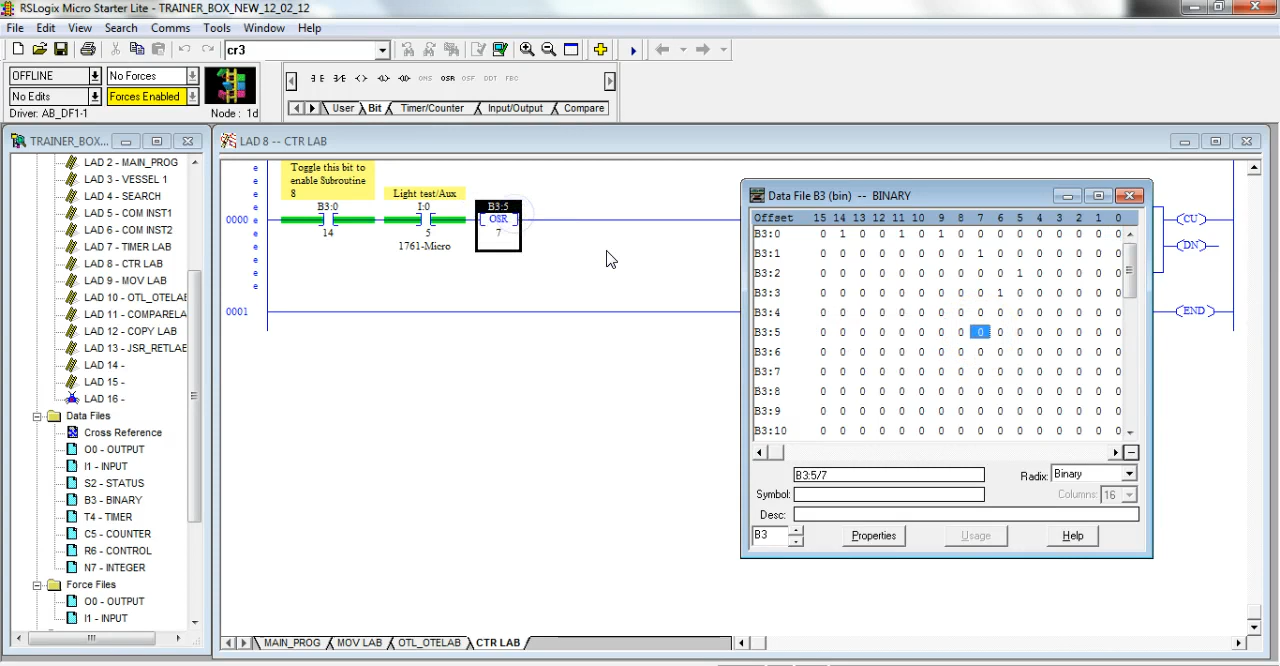 RSLogix Micro Starter Lite - TRAINER_BOX_NEW_12_02_12
File Edit View Search Comms Tools Window Help
cr3
OFFLINE No Forces
No Edits Forces Enabled
Driver: AB_DF1-1 Node : 1d
ONS OSR OSF DDT FBC
User Bit Timer/Counter Input/Output Compare
TRAINER_BOX...
LAD 2 - MAIN_PROG
LAD 3 - VESSEL 1
LAD 4 - SEARCH
LAD 5 - COM INST1
LAD 6 - COM INST2
LAD 7 - TIMER LAB
LAD 8 - CTR LAB
LAD 9 - MOV LAB
LAD 10 - OTL_OTELAB
LAD 11 - COMPARELA
LAD 12 - COPY LAB
LAD 13 - JSR_RETLAB
LAD 14 -
LAD 15 -
LAD 16 -
Data Files
Cross Reference
O0 - OUTPUT
I1 - INPUT
S2 - STATUS
B3 - BINARY
T4 - TIMER
C5 - COUNTER
R6 - CONTROL
N7 - INTEGER
Force Files
O0 - OUTPUT
I1 - INPUT
LAD 8 -- CTR LAB
Toggle this bit to
enable Subroutine
8
Light test/Aux
B3:0 I:0 B3:5
OSR
14 5 7
1761-Micro
0000
0001
e
e
e
e
e
e
e
e
e
e
CU
DN
END
Data File B3 (bin) -- BINARY
Offset 15 14 13 12 11 10 9 8 7 6 5 4 3 2 1 0
B3:0 0 1 0 0 1 0 1 0 0 0 0 0 0 0 0 0
B3:1 0 0 0 0 0 0 0 0 1 0 0 0 0 0 0 0
B3:2 0 0 0 0 0 0 0 0 0 0 1 0 0 0 0 0
B3:3 0 0 0 0 0 0 0 0 0 1 0 0 0 0 0 0
B3:4 0 0 0 0 0 0 0 0 0 0 0 0 0 0 0 0
B3:5 0 0 0 0 0 0 0 0 0 0 0 0 0 0 0 0
B3:6 0 0 0 0 0 0 0 0 0 0 0 0 0 0 0 0
B3:7 0 0 0 0 0 0 0 0 0 0 0 0 0 0 0 0
B3:8 0 0 0 0 0 0 0 0 0 0 0 0 0 0 0 0
B3:9 0 0 0 0 0 0 0 0 0 0 0 0 0 0 0 0
B3:10 0 0 0 0 0 0 0 0 0 0 0 0 0 0 0 0
B3:5/7 Radix: Binary
Symbol: Columns: 16
Desc:
B3 Properties Usage Help
MAIN_PROG MOV LAB OTL_OTELAB CTR LAB